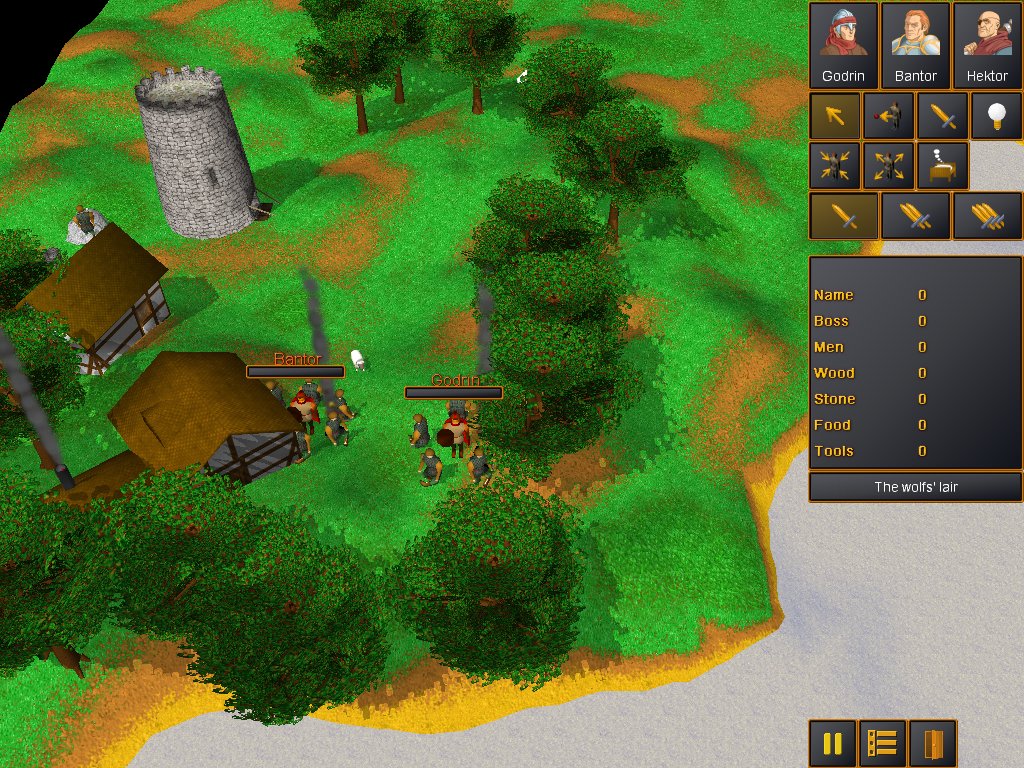 Godrin Bantor Hektor
Bantor
Godrin
Name 0
Boss 0
Men 0
Wood 0
Stone 0
Food 0
Tools 0
The wolfs' lair